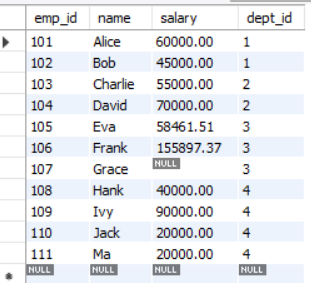 emp_id name salary dept_id
101 Alice 60000.00 1
102 Bob 45000.00 1
103 Charlie 55000.00 2
104 David 70000.00 2
105 Eva 58461.51 3
106 Frank 155897.37 3
107 Grace NULL 3
108 Hank 40000.00 4
109 Ivy 90000.00 4
110 Jack 20000.00 4
111 Ma 20000.00 4
NULL NULL NULL NULL